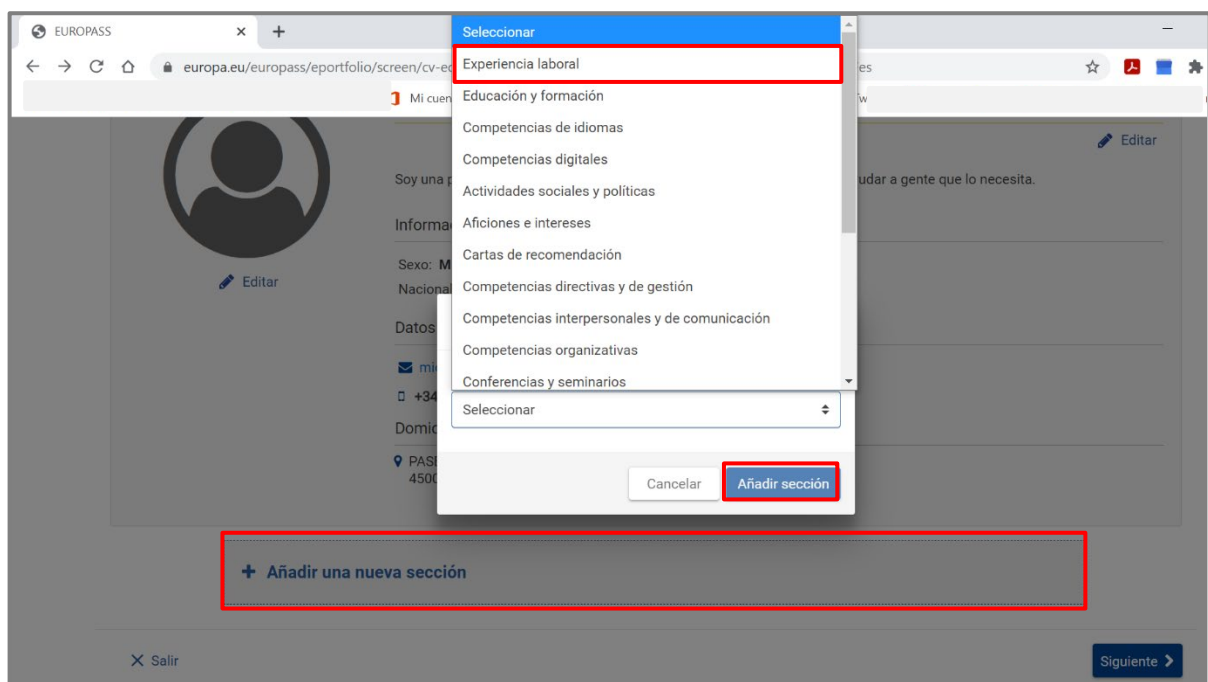 EUROPASS
Seleccionar
europa.eu/europass/eportfolio/screen/cv-e
es
Experiencia laboral
Mi cuen
Educación y formación
Competencias de idiomas
Editar
Competencias digitales
Soy una
udar a gente que lo necesita.
Actividades sociales y políticas
Informa
Aficiones e intereses
Cartas de recomendación
Sexo: M
Editar
Nacional
Competencias directivas y de gestión
Datos
Competencias interpersonales y de comunicación
Competencias organizativas
mi
Conferencias y seminarios
+34
Seleccionar
Domic
PASE
450
Cancelar
Añadir sección
+ Añadir una nueva sección
Salir
Siguiente